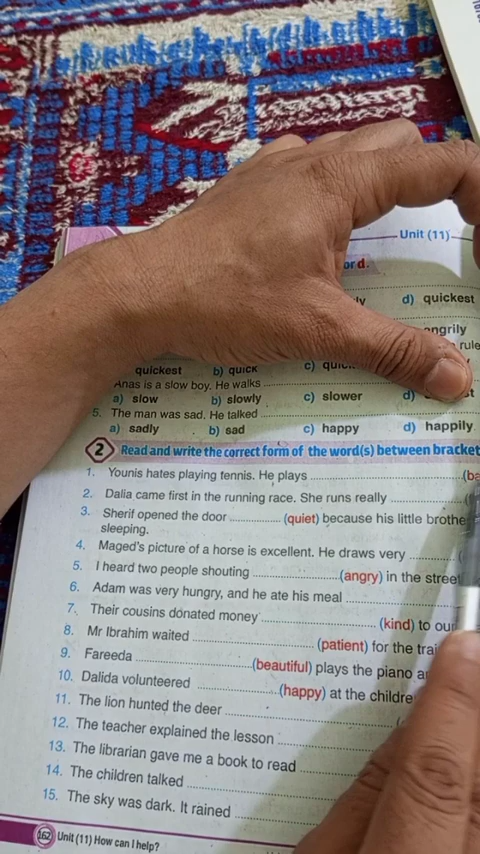 Unit (11)
ord.
ly d) quickest
angrily
rule
quickest b) quick c)
Anas is a slow boy. He walks ..........
a) slow b) slowly c) slower d)
5. The man was sad. He talked ..........
a) sadly b) sad c) happy d) happily
2 Read and write the correct form of the word(s) between bracket
1. Younis hates playing tennis. He plays .......... (ba
2. Dalia came first in the running race. She runs really ..........
3. Sherif opened the door .......... (quiet) because his little brothe
sleeping.
4. Maged's picture of a horse is excellent. He draws very ..........
5. I heard two people shouting .......... (angry) in the street
6. Adam was very hungry, and he ate his meal ..........
7. Their cousins donated money .......... (kind) to ou
8. Mr Ibrahim waited .......... (patient) for the trai
9. Fareeda .......... (beautiful) plays the piano a
10. Dalida volunteered .......... (happy) at the childre
11. The lion hunted the deer ..........
12. The teacher explained the lesson ..........
13. The librarian gave me a book to read ..........
14. The children talked ..........
15. The sky was dark. It rained ..........
162 Unit (11) How can I help?